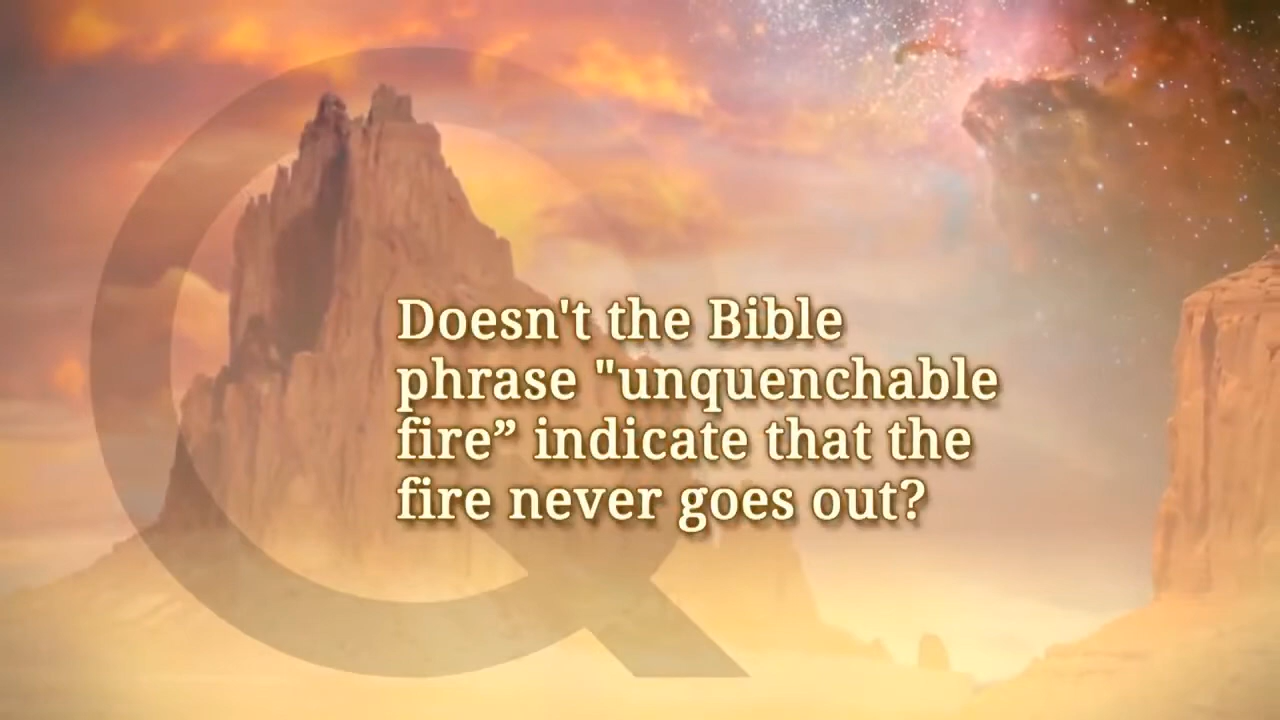 Doesn't the Bible
phrase "unquenchable
fire” indicate that the
fire never goes out?